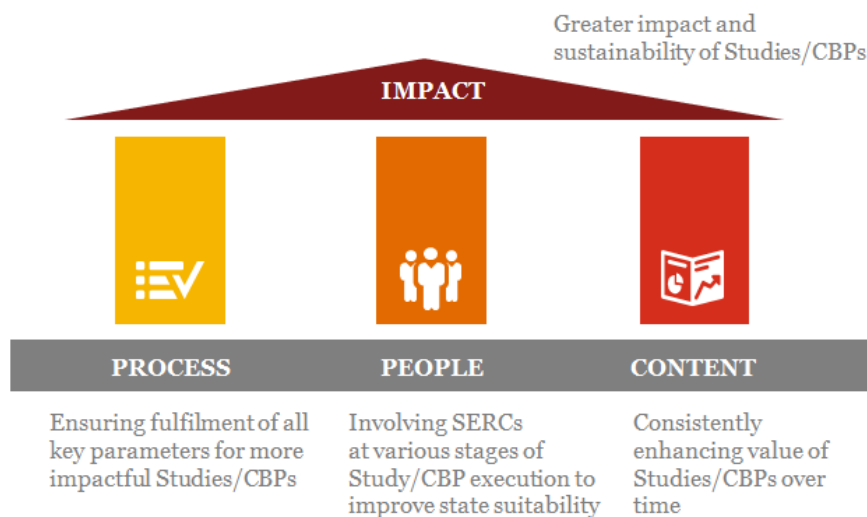 Greater impact and
sustainability of Studies/CBPs
IMPACT
PROCESS
PEOPLE
CONTENT
Ensuring fulfilment of all
key parameters for more
impactful Studies/CBPs
Involving SERCs
at various stages of
Study/CBP execution to
improve state suitability
Consistently
enhancing value of
Studies/CBPs over
time